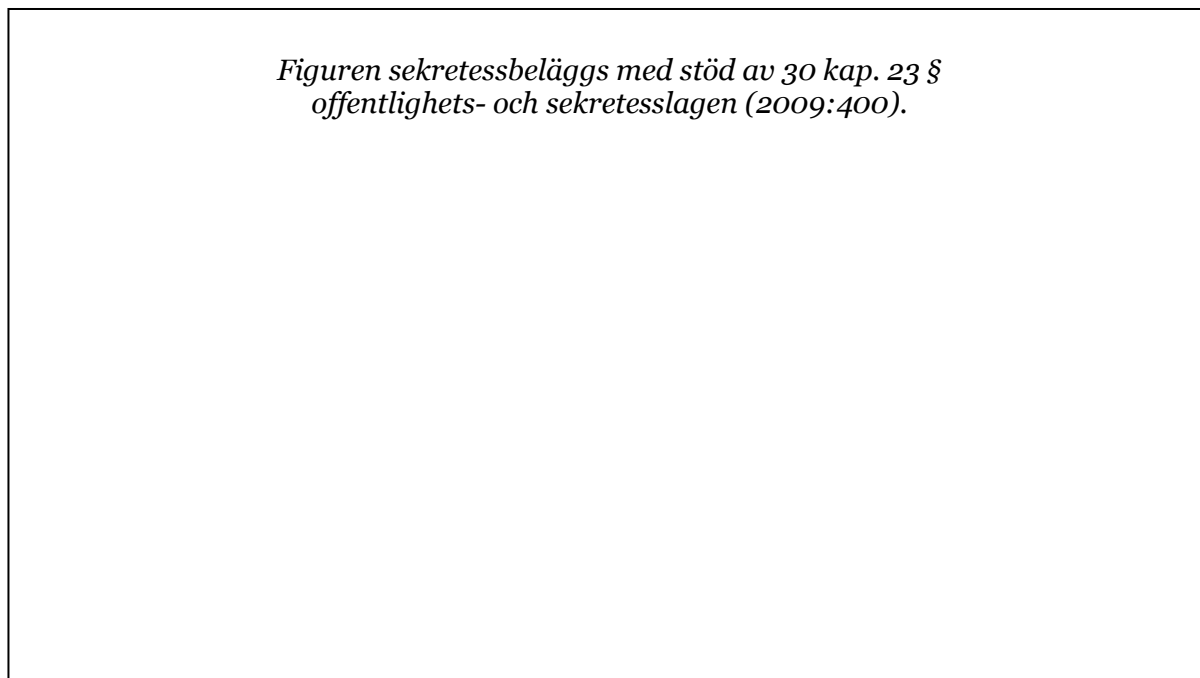 Figuren sekretessbeläggs med stöd av 30 kap. 23 §
offentlighets- och sekretesslagen (2009:400).